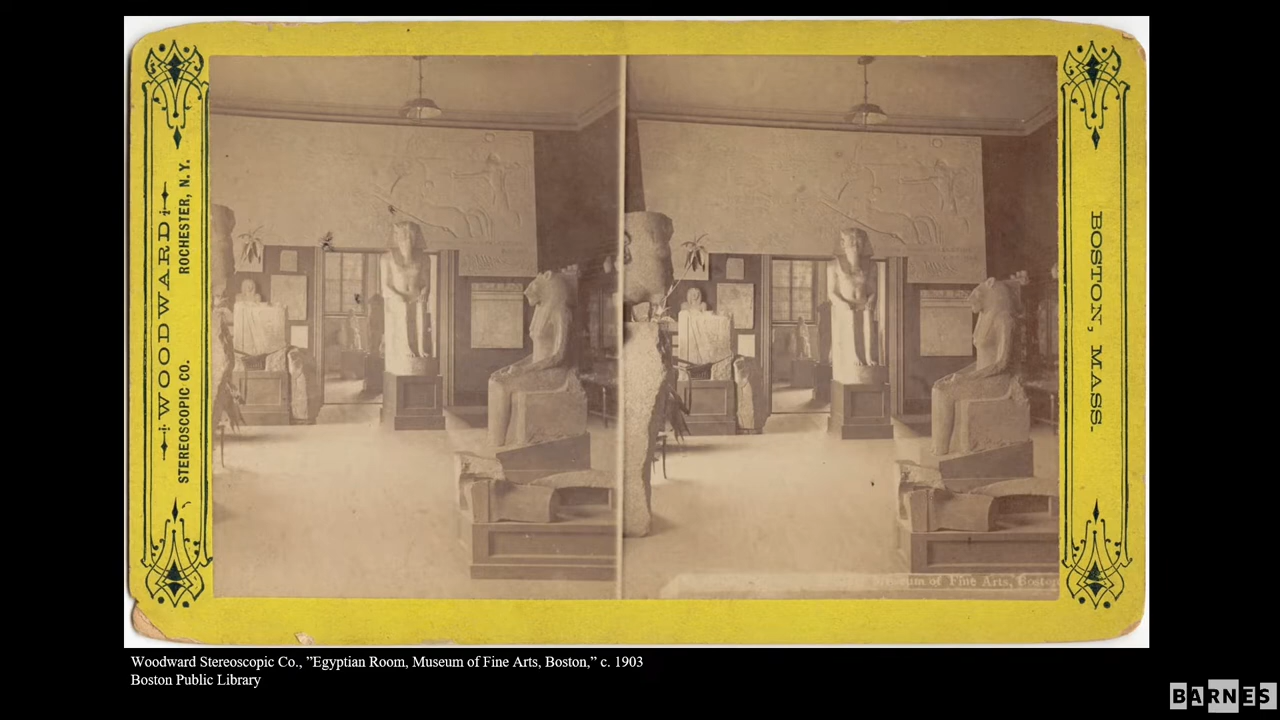 WOODWARD
STEREOSCOPIC CO. ROCHESTER, N. Y.
BOSTON, MASS.
Museum of Fine Arts, Boston
Woodward Stereoscopic Co., ”Egyptian Room, Museum of Fine Arts, Boston,” c. 1903
Boston Public Library
BARNES